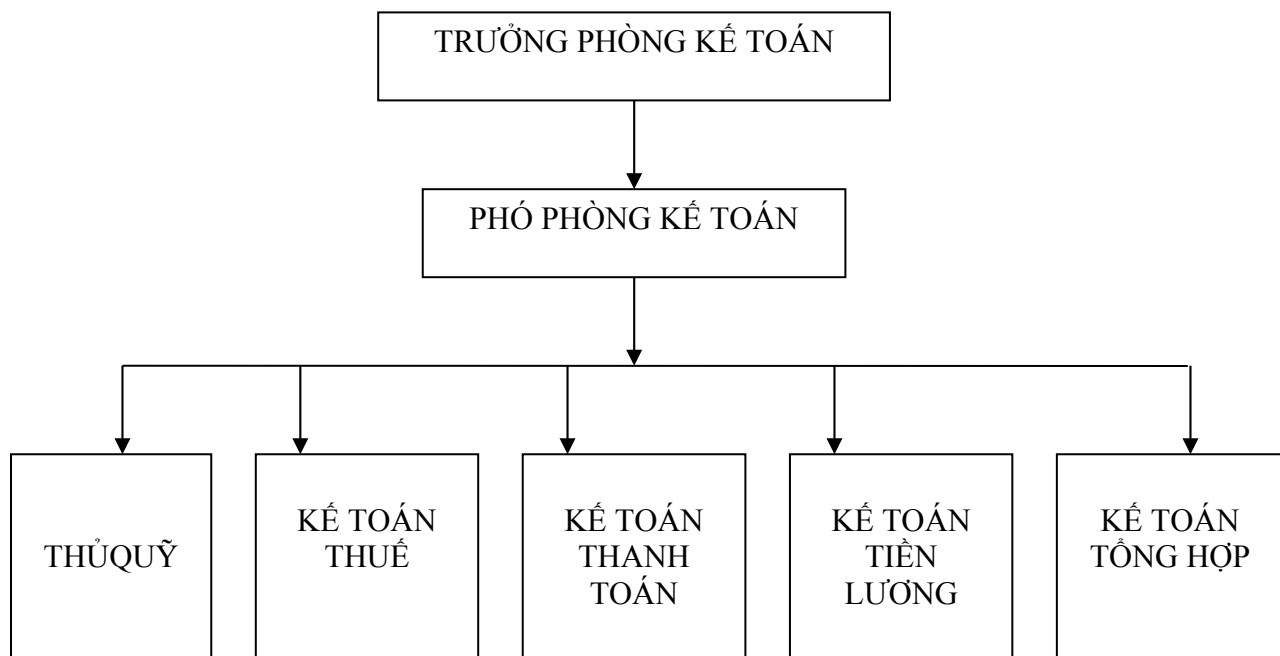 TRƯỞNG PHÒNG KẾ TOÁN
PHÓ PHÒNG KẾ TOÁN
THỦQUỸ
KẾ TOÁN
THUẾ
KẾ TOÁN
THANH
TOÁN
KẾ TOÁN
TIỀN
LƯƠNG
KẾ TOÁN
TỔNG HỢP